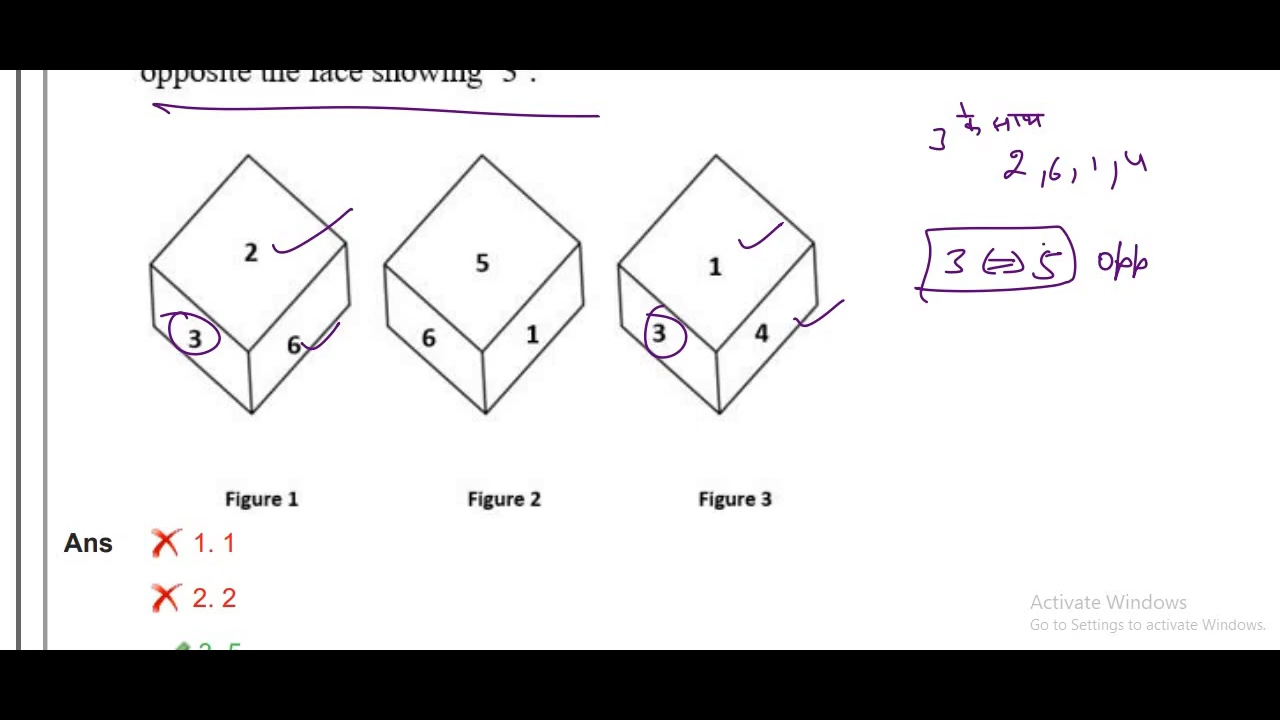 opposite the face showing '3'.
3 के साथ
2, 6, 1, 4
3 ⇔ 5 opp
2
3
6
5
6
1
1
3
4
Figure 1
Figure 2
Figure 3
Ans
1. 1
2. 2
3. 5
Activate Windows
Go to Settings to activate Windows.